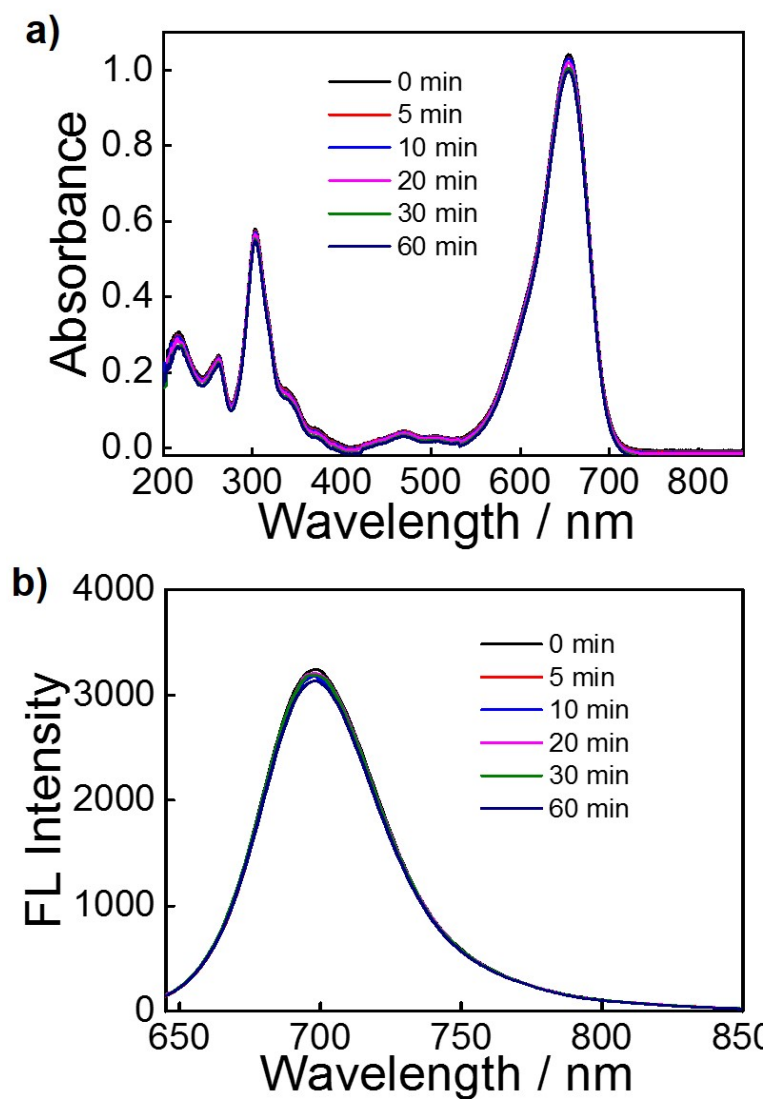 a)
1.0
0.8
0.6
0.4
0.2
0.0
Absorbance
0 min
5 min
10 min
20 min
30 min
60 min
200 300 400 500 600 700 800
Wavelength / nm
b)
4000
3000
2000
1000
0
FL Intensity
0 min
5 min
10 min
20 min
30 min
60 min
650 700 750 800 850
Wavelength / nm